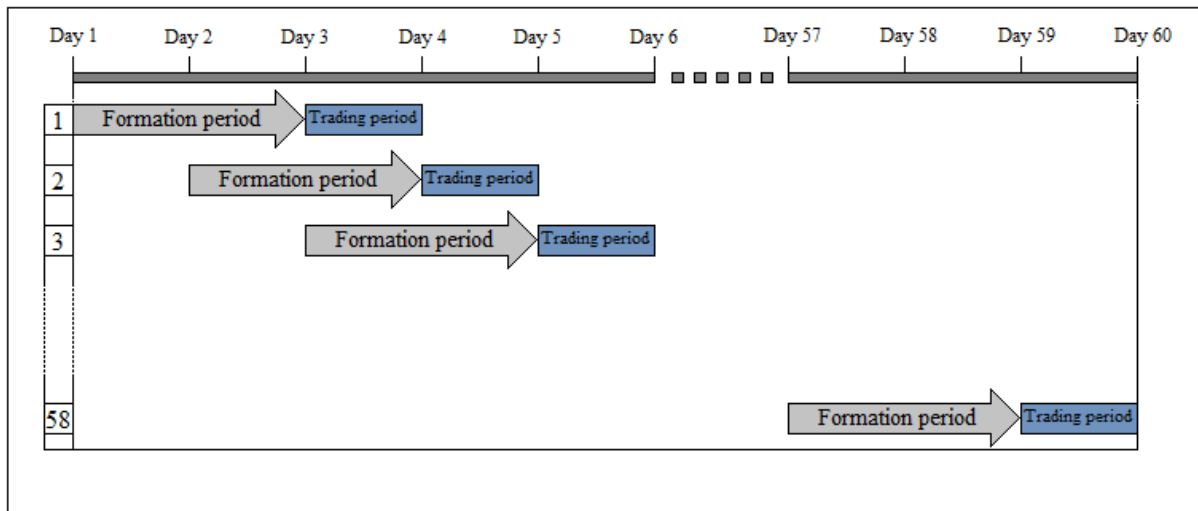 Day 1 Day 2 Day 3 Day 4 Day 5 Day 6 Day 57 Day 58 Day 59 Day 60
1 Formation period Trading period
2 Formation period Trading period
3 Formation period Trading period
58 Formation period Trading period